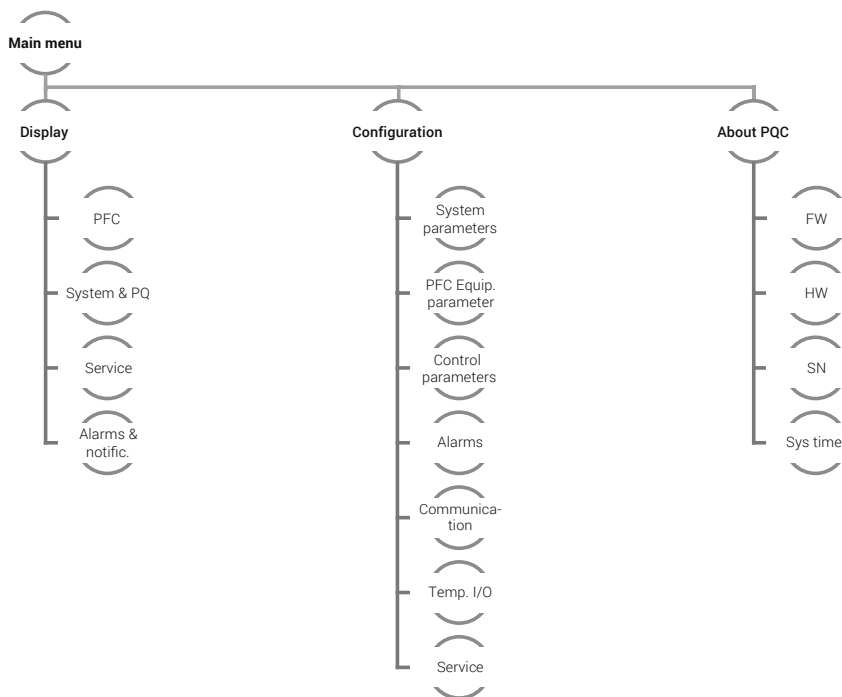 Main menu
Display
PFC
System & PQ
Service
Alarms &
notific.
Configuration
System
parameters
PFC Equip.
parameter
Control
parameters
Alarms
Communica-
tion
Temp. I/O
Service
About PQC
FW
HW
SN
Sys time